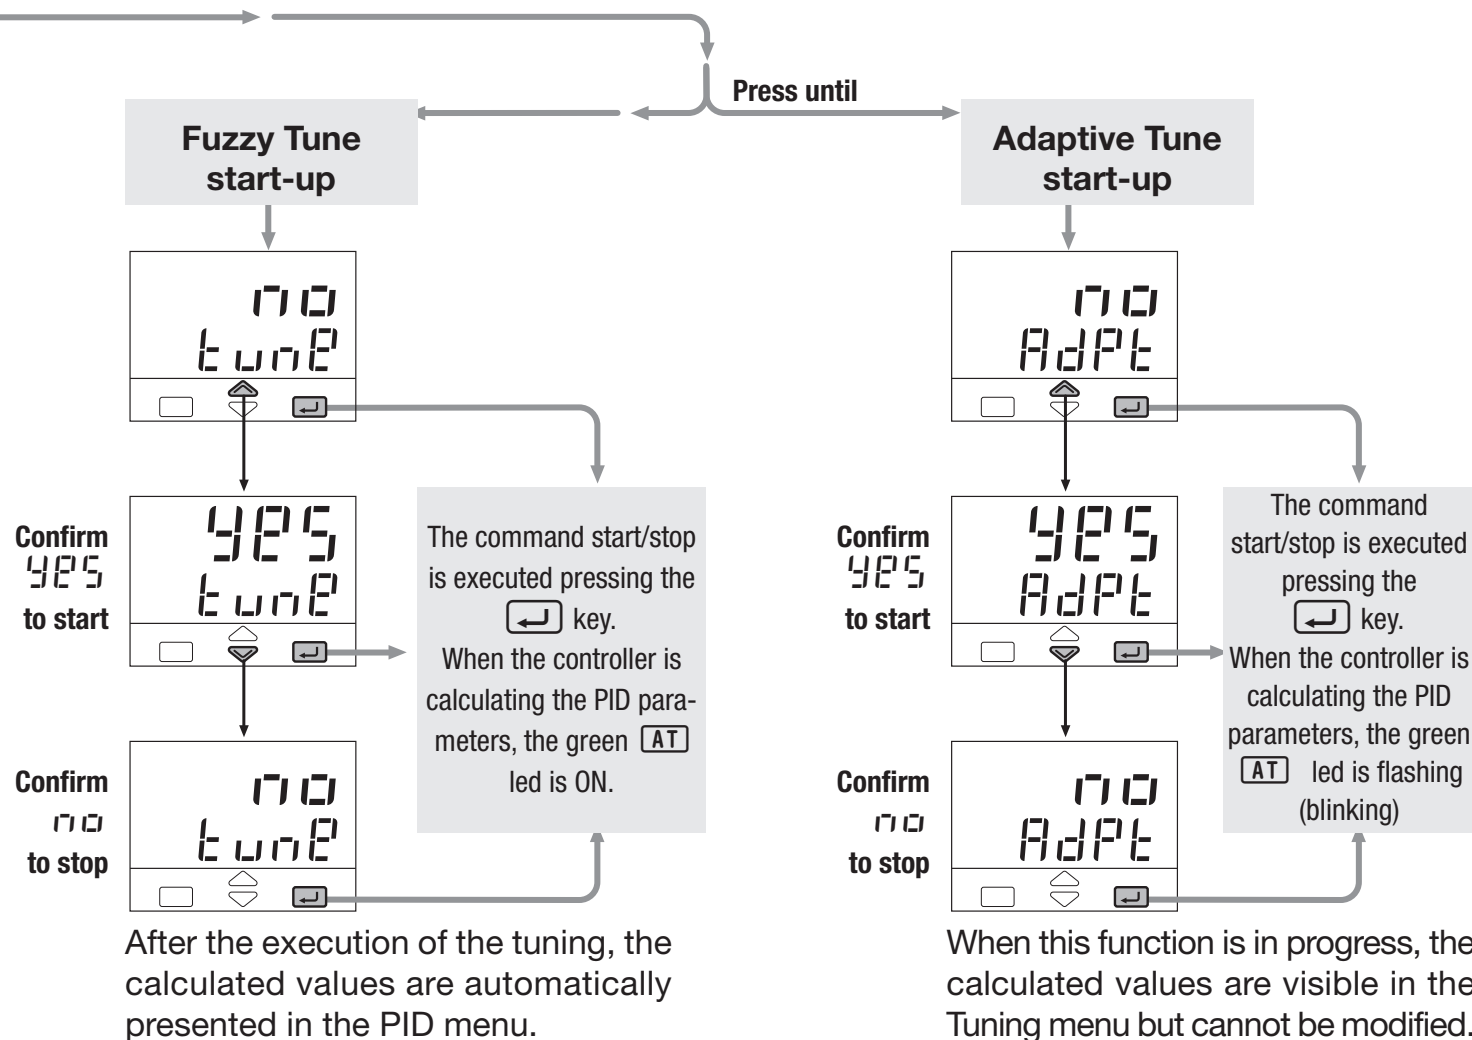 Press until
Fuzzy Tune
start-up
no
tune
Confirm
yes
to start
yes
tune
The command start/stop
is executed pressing the
key.
When the controller is
calculating the PID para-
meters, the green AT
led is ON.
Confirm
no
to stop
no
tune
After the execution of the tuning, the
calculated values are automatically
presented in the PID menu.
Adaptive Tune
start-up
no
AdPt
Confirm
yes
to start
yes
AdPt
The command
start/stop is executed
pressing the
key.
When the controller is
calculating the PID
parameters, the green
AT led is flashing
(blinking)
Confirm
no
to stop
no
AdPt
When this function is in progress, the
calculated values are visible in the
Tuning menu but cannot be modified.